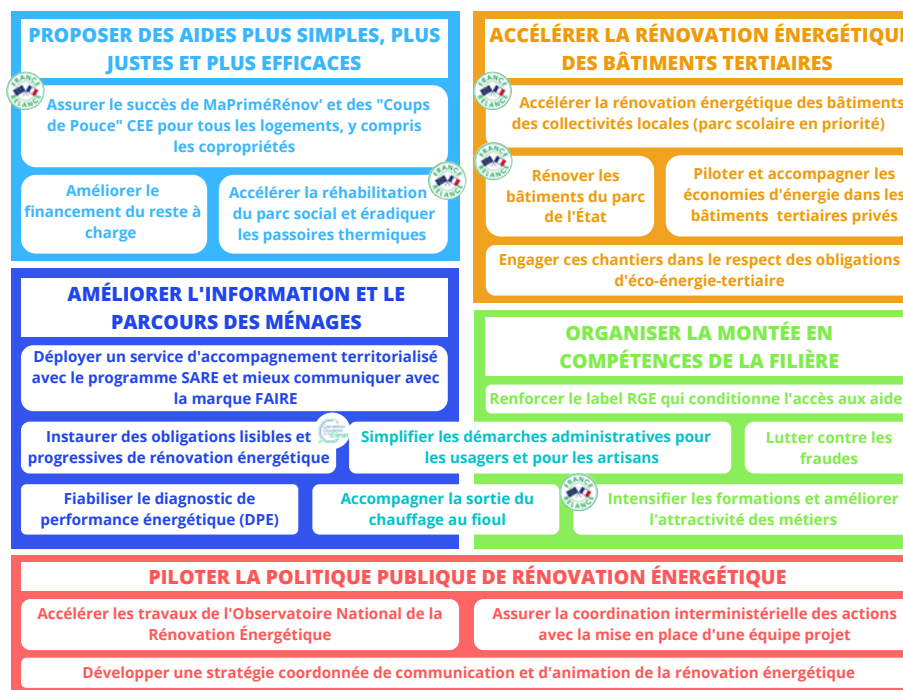 PROPOSER DES AIDES PLUS SIMPLES, PLUS
JUSTES ET PLUS EFFICACES
FRANCE
RELANCE
Assurer le succès de MaPriméRénov' et des "Coups
de Pouce" CEE pour tous les logements, y compris
les copropriétés
Améliorer le
financement du reste à
charge
FRANCE
RELANCE
Accélérer la réhabilitation
du parc social et éradiquer
les passoires thermiques
ACCÉLÉRER LA RÉNOVATION ÉNERGÉTIQU
DES BÂTIMENTS TERTIAIRES
FRANCE
RELANCE
Accélérer la rénovation énergétique des bâtiments
des collectivités locales (parc scolaire en priorité)
FRANCE
RELANCE
Rénover les
bâtiments du parc
de l'État
Piloter et accompagner les
économies d'énergie dans les
bâtiments tertiaires privés
Engager ces chantiers dans le respect des obligations
d'éco-énergie-tertiaire
AMÉLIORER L'INFORMATION ET LE
PARCOURS DES MÉNAGES
Déployer un service d'accompagnement territorialisé
avec le programme SARE et mieux communiquer avec
la marque FAIRE
Instaurer des obligations lisibles et
progressives de rénovation énergétique
Simplifier les démarches administratives pour
les usagers et pour les artisans
Fiabiliser le diagnostic de
performance énergétique (DPE)
Accompagner la sortie du
chauffage au fioul
ORGANISER LA MONTÉE EN
COMPÉTENCES DE LA FILIÈRE
Renforcer le label RGE qui conditionne l'accès aux aide
Lutter contre les
fraudes
FRANCE
RELANCE
Intensifier les formations et améliorer
l'attractivité des métiers
PILOTER LA POLITIQUE PUBLIQUE DE RÉNOVATION ÉNERGÉTIQUE
Accélérer les travaux de l'Observatoire National de la
Rénovation Énergétique
Assurer la coordination interministérielle des actions
avec la mise en place d'une équipe projet
Développer une stratégie coordonnée de communication et d'animation de la rénovation énergétique